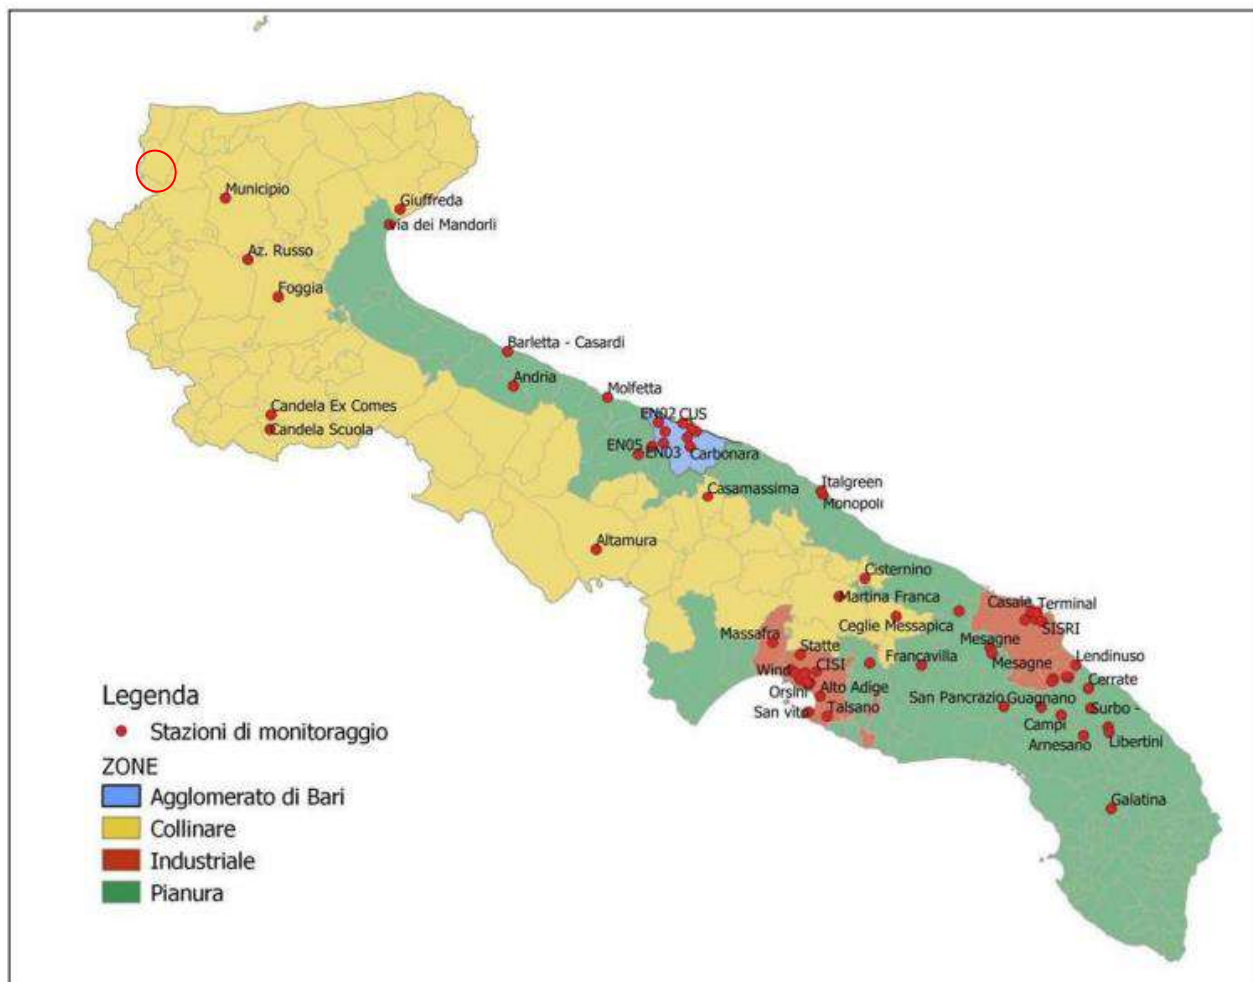 Municipio
Giuffreda
via dei Mandorli
Az. Russo
Foggia
Barletta - Casardi
Andria
Molfetta
Candela Ex Comes
Candela Scuola
EN02 CUS
EN05
EN03
Carbonara
Casamassima
Italgreen
Monopoli
Altamura
Cisternino
Martina Franca
Ceglie Messapica
Casale Terminal
SISRI
Massafra
Statte
Mesagne
Mesagne
Lendinuso
Francavilla
Wind
CISI
Cerrate
Orsini
Alto Adige
San Pancrazio
Guagnano
Surbo -
San vito
Talsano
Campi
Arnesano
Libertini
Galatina
Legenda
Stazioni di monitoraggio
ZONE
Agglomerato di Bari
Collinare
Industriale
Pianura